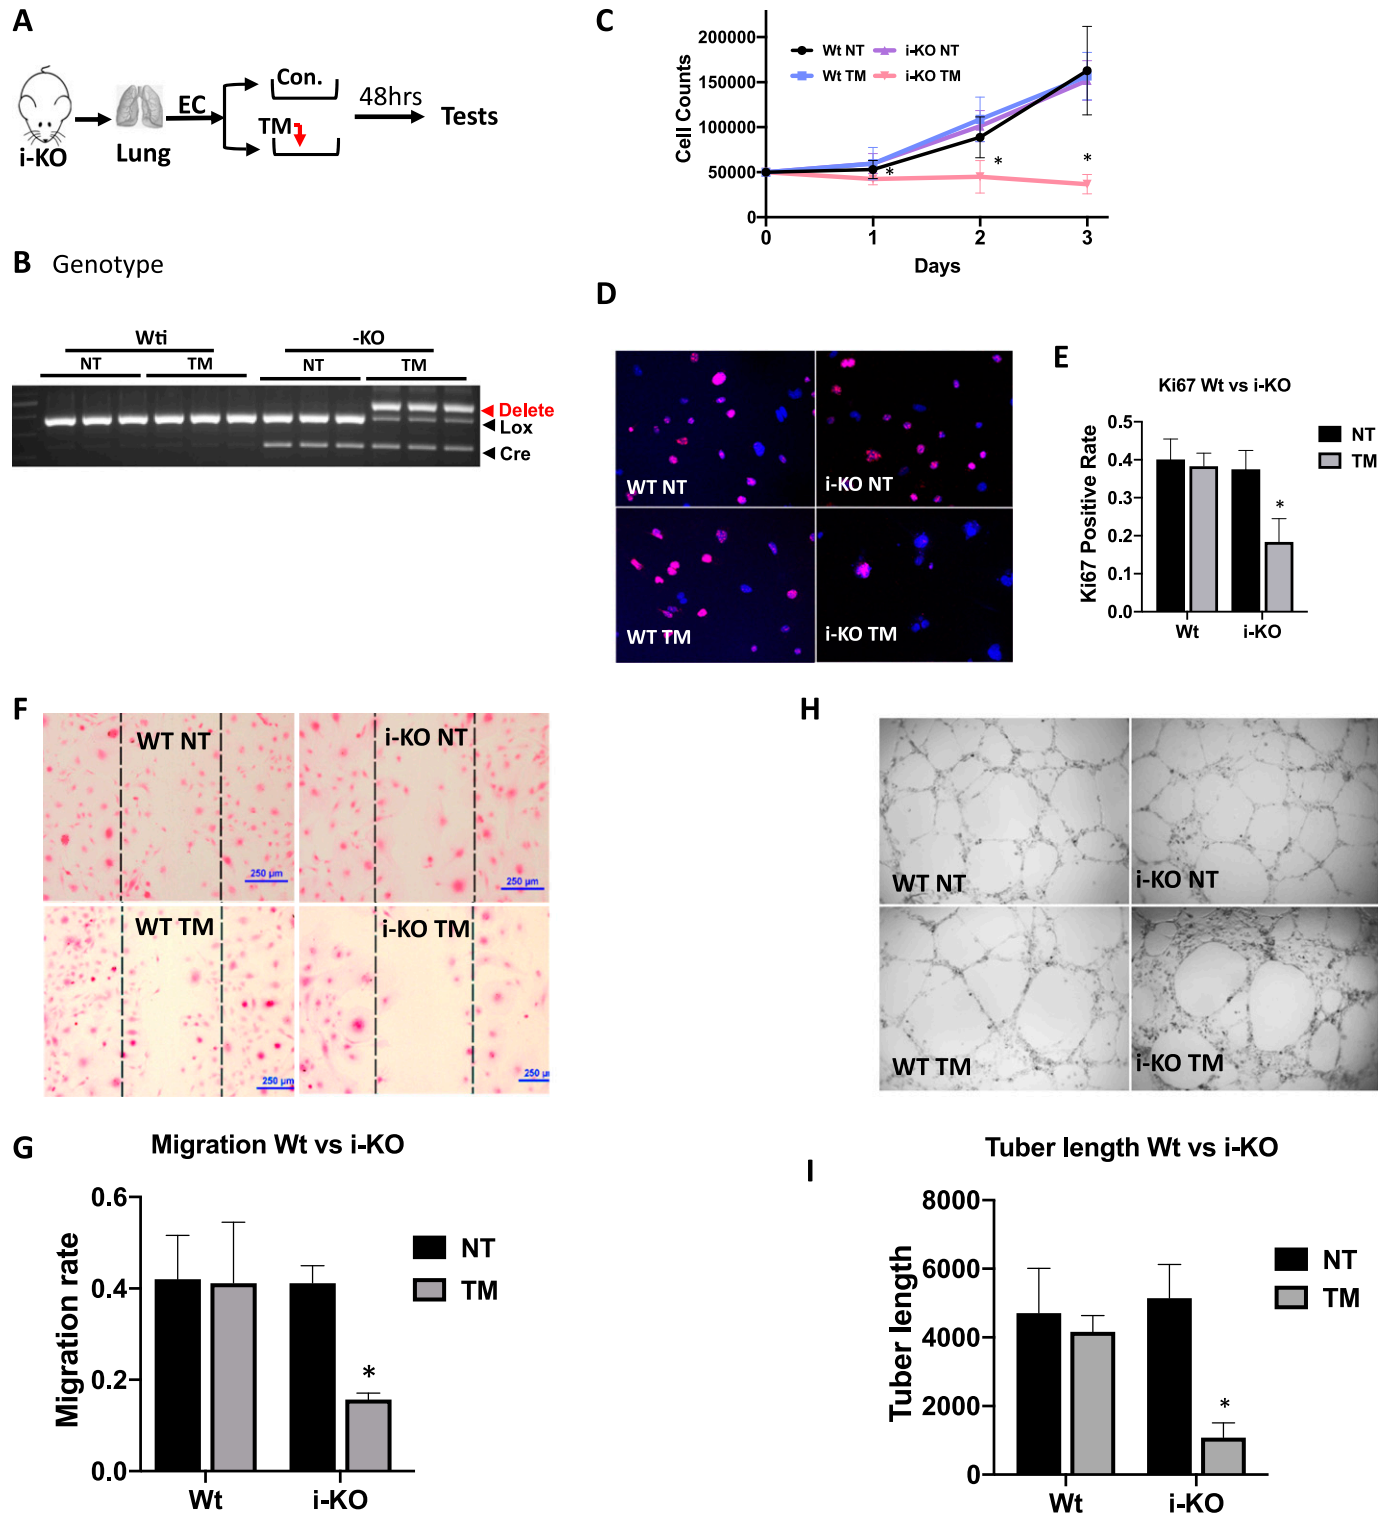 A
i-KO
Lung
EC
Con.
TM
48hrs
Tests
B Genotype
Wti
-KO
NT
TM
NT
TM
Delete
Lox
Cre
C
Cell Counts
200000
150000
100000
50000
0
Wt NT
i-KO NT
Wt TM
i-KO TM
*
*
*
0
1
2
3
Days
D
WT NT
i-KO NT
WT TM
i-KO TM
E
Ki67 Wt vs i-KO
Ki67 Positive Rate
0.5
0.4
0.3
0.2
0.1
0.0
*
Wt
i-KO
NT
TM
F
WT NT
250 µm
i-KO NT
250 µm
WT TM
250 µm
i-KO TM
250 µ
G
Migration Wt vs i-KO
Migration rate
0.6
0.4
0.2
0.0
*
Wt
i-KO
NT
TM
H
WT NT
i-KO NT
WT TM
i-KO TM
I
Tuber length Wt vs i-KO
Tuber length
8000
6000
4000
2000
0
*
Wt
i-KO
NT
TM